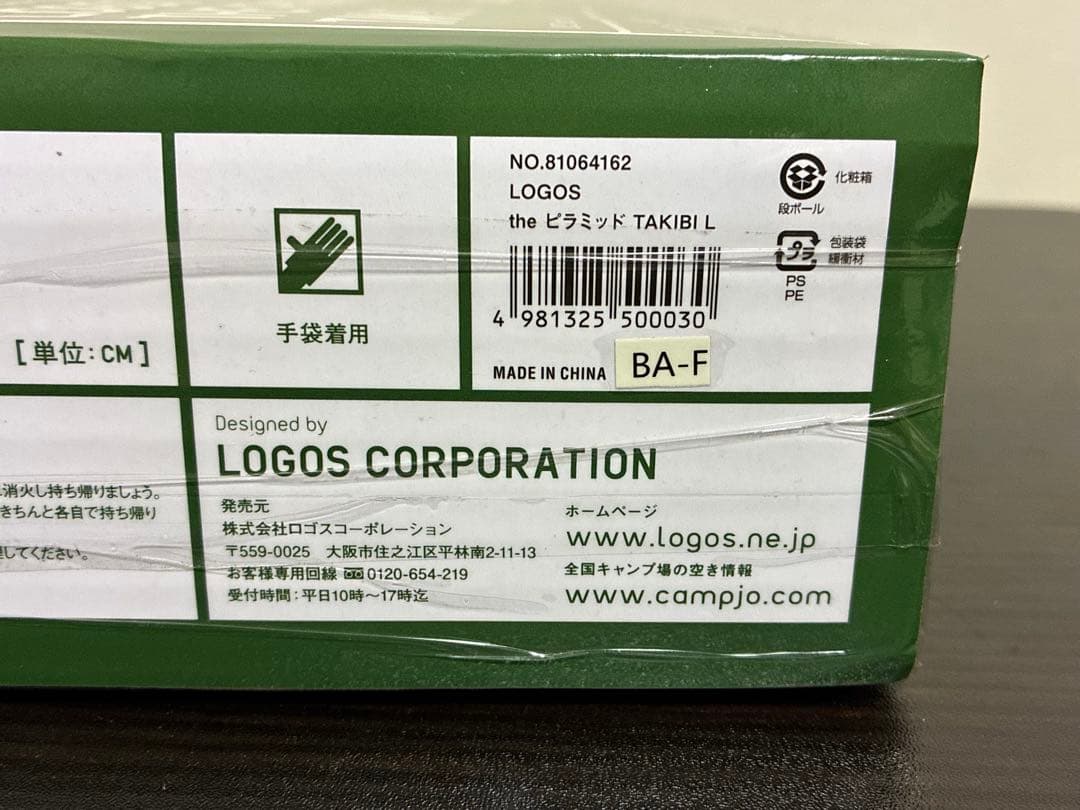 [単位:CM]
手袋着用
NO.81064162
LOGOS
the ピラミッド TAKIBI L
4 981325 500030
MADE IN CHINA
BA-F
化粧箱
段ボール
プラ
包装袋
緩衝材
PS
PE
消火し持ち帰りましょう。
きちんと各自で持ち帰り
してください。
Designed by
LOGOS CORPORATION
発売元
株式会社ロゴスコーポレーション
〒559-0025 大阪市住之江区平林南2-11-13
お客様専用回線 0120-654-219
受付時間:平日10時～17時迄
ホームページ
www.logos.ne.jp
全国キャンプ場の空き情報
www.campjo.com